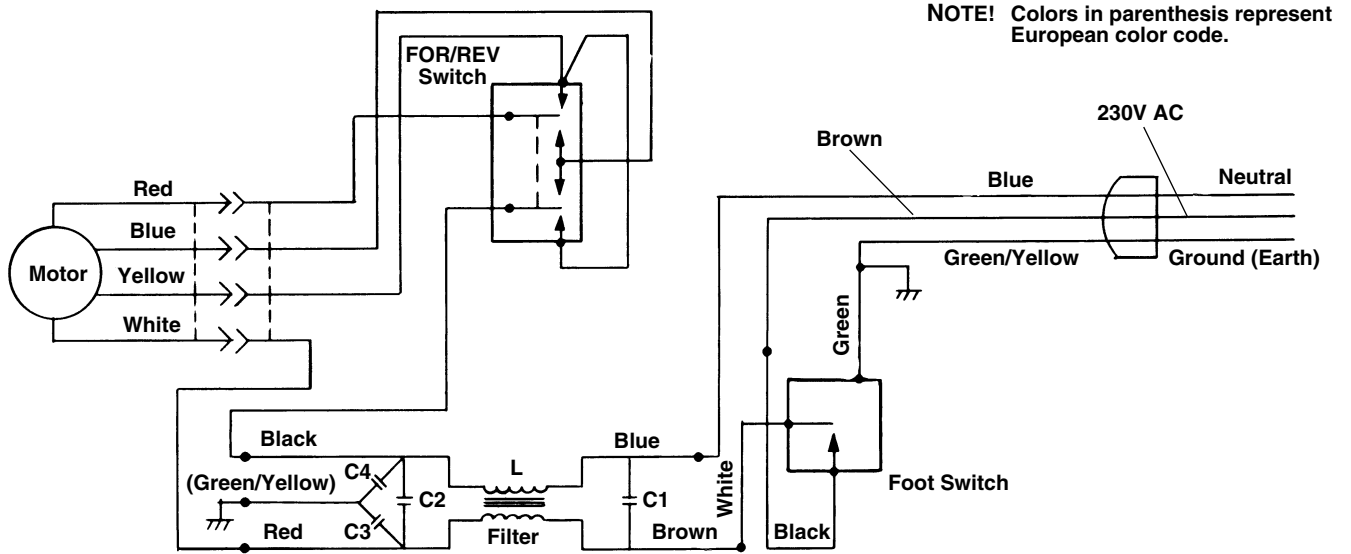 NOTE! Colors in parenthesis represent
European color code.
FOR/REV
Switch
230V AC
Brown
Blue
Neutral
Red
Blue
Motor
Yellow
White
Green/Yellow
Ground (Earth)
Green
Black
Blue
L
C4
(Green/Yellow)
C2
C1
White
Foot Switch
C3
Red
Filter
Brown
Black